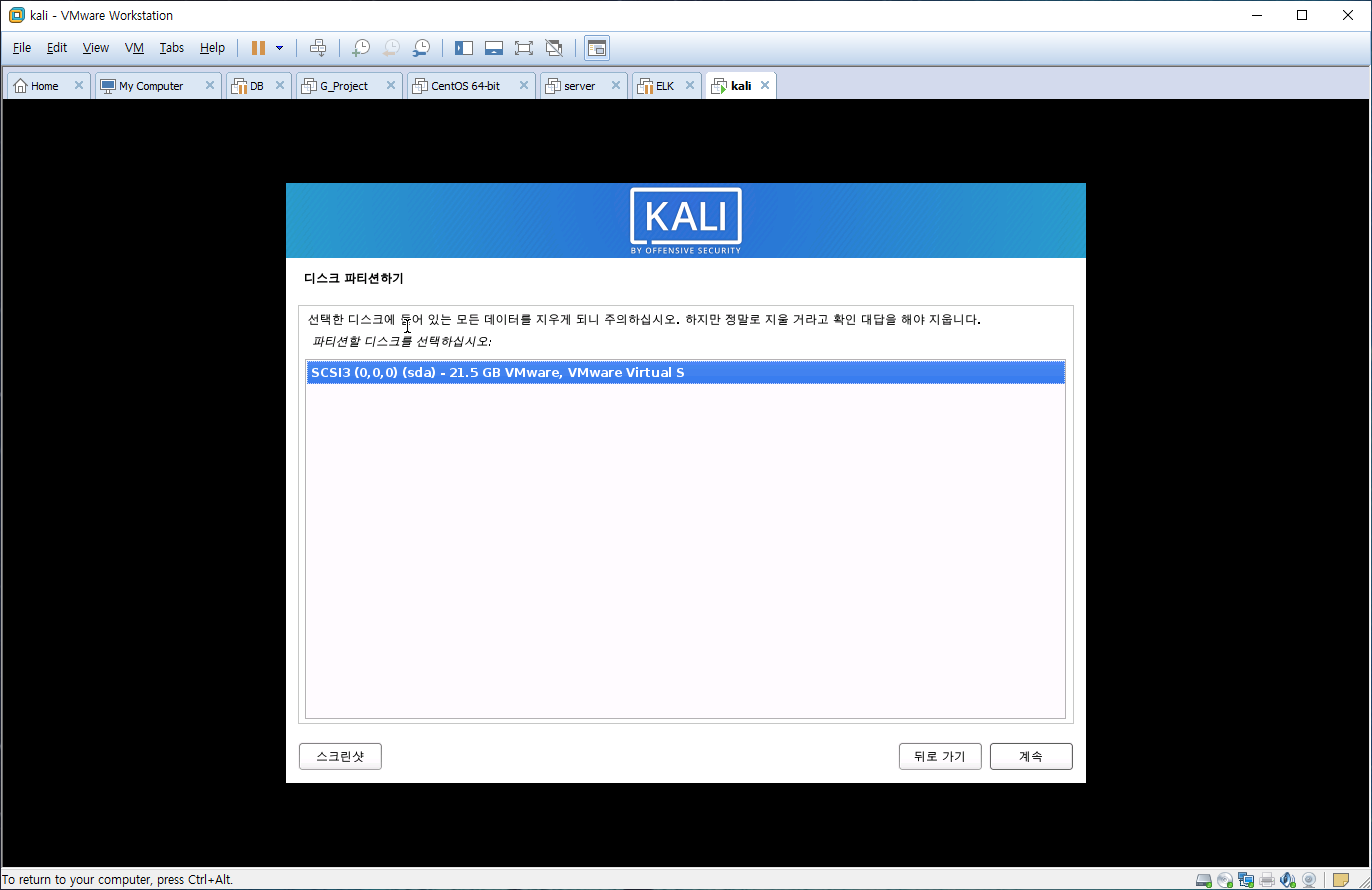 kali - VMware Workstation
File Edit View VM Tabs Help
Home My Computer DB G_Project CentOS 64-bit server ELK kali
KALI
BY OFFENSIVE SECURITY
디스크 파티션하기
선택한 디스크에 들어 있는 모든 데이터를 지우게 되니 주의하십시오. 하지만 정말로 지울 거라고 확인 대답을 해야 지웁니다.
파티션할 디스크를 선택하십시오:
SCSI3 (0,0,0) (sda) - 21.5 GB VMware, VMware Virtual S
스크린샷 뒤로 가기 계속
To return to your computer, press Ctrl+Alt.